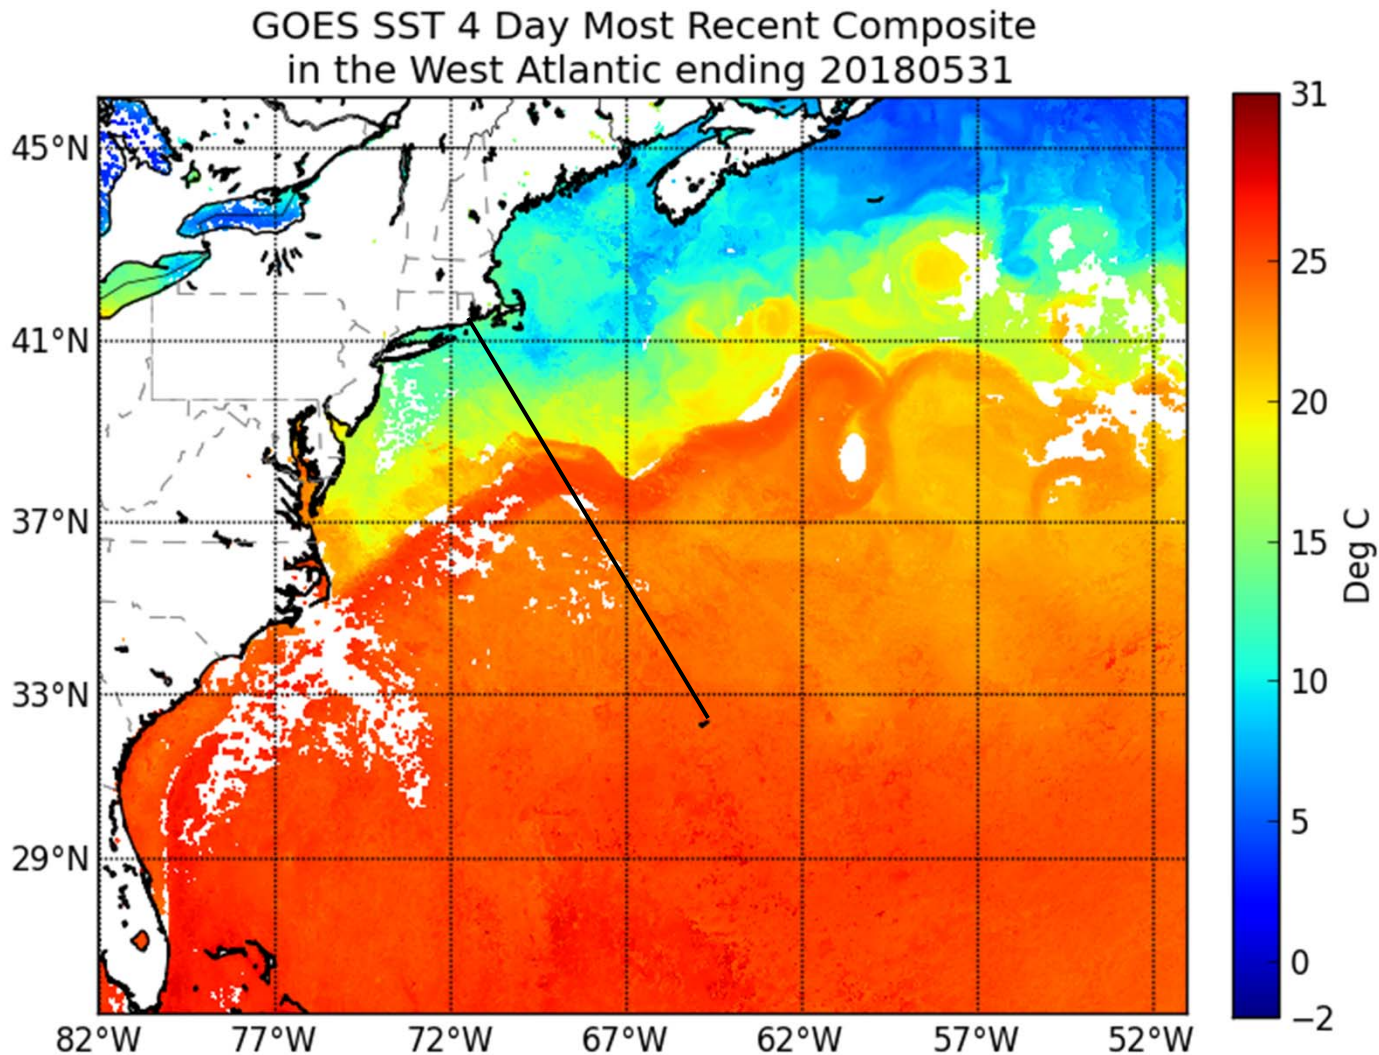 GOES SST 4 Day Most Recent Composite
in the West Atlantic ending 20180531
45°N
41°N
37°N
33°N
29°N
82°W
77°W
72°W
67°W
62°W
57°W
52°W
31
25
20
15
10
5
0
−2
Deg C